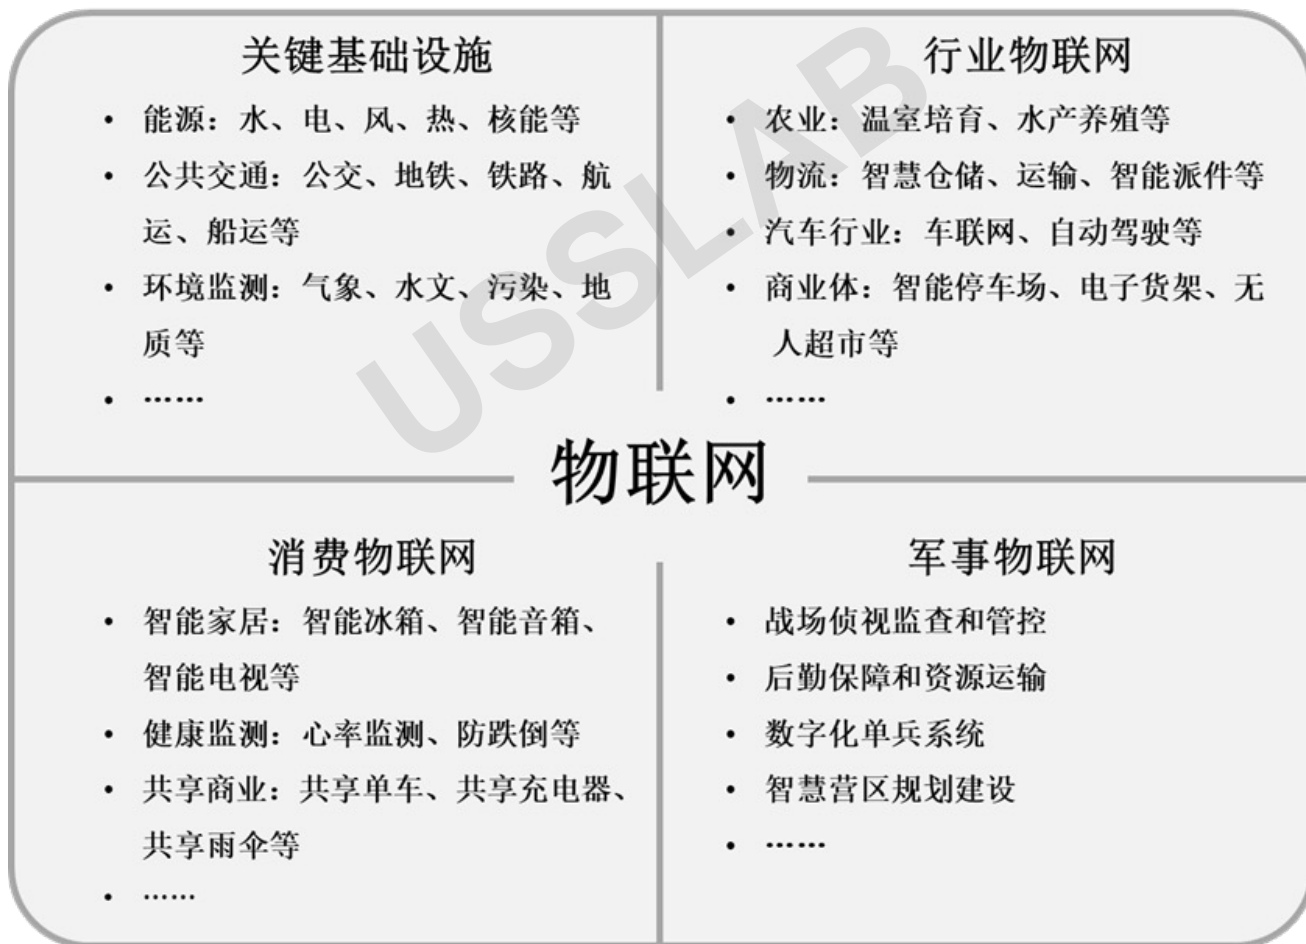 关键基础设施
• 能源：水、电、风、热、核能等
• 公共交通：公交、地铁、铁路、航
运、船运等
• 环境监测：气象、水文、污染、地
质等
• ……
行业物联网
• 农业：温室培育、水产养殖等
• 物流：智慧仓储、运输、智能派件等
• 汽车行业：车联网、自动驾驶等
• 商业体：智能停车场、电子货架、无
人超市等
• ……
USSLAB
物联网
消费物联网
• 智能家居：智能冰箱、智能音箱、
智能电视等
• 健康监测：心率监测、防跌倒等
• 共享商业：共享单车、共享充电器、
共享雨伞等
• ……
军事物联网
• 战场侦视监查和管控
• 后勤保障和资源运输
• 数字化单兵系统
• 智慧营区规划建设
• ……